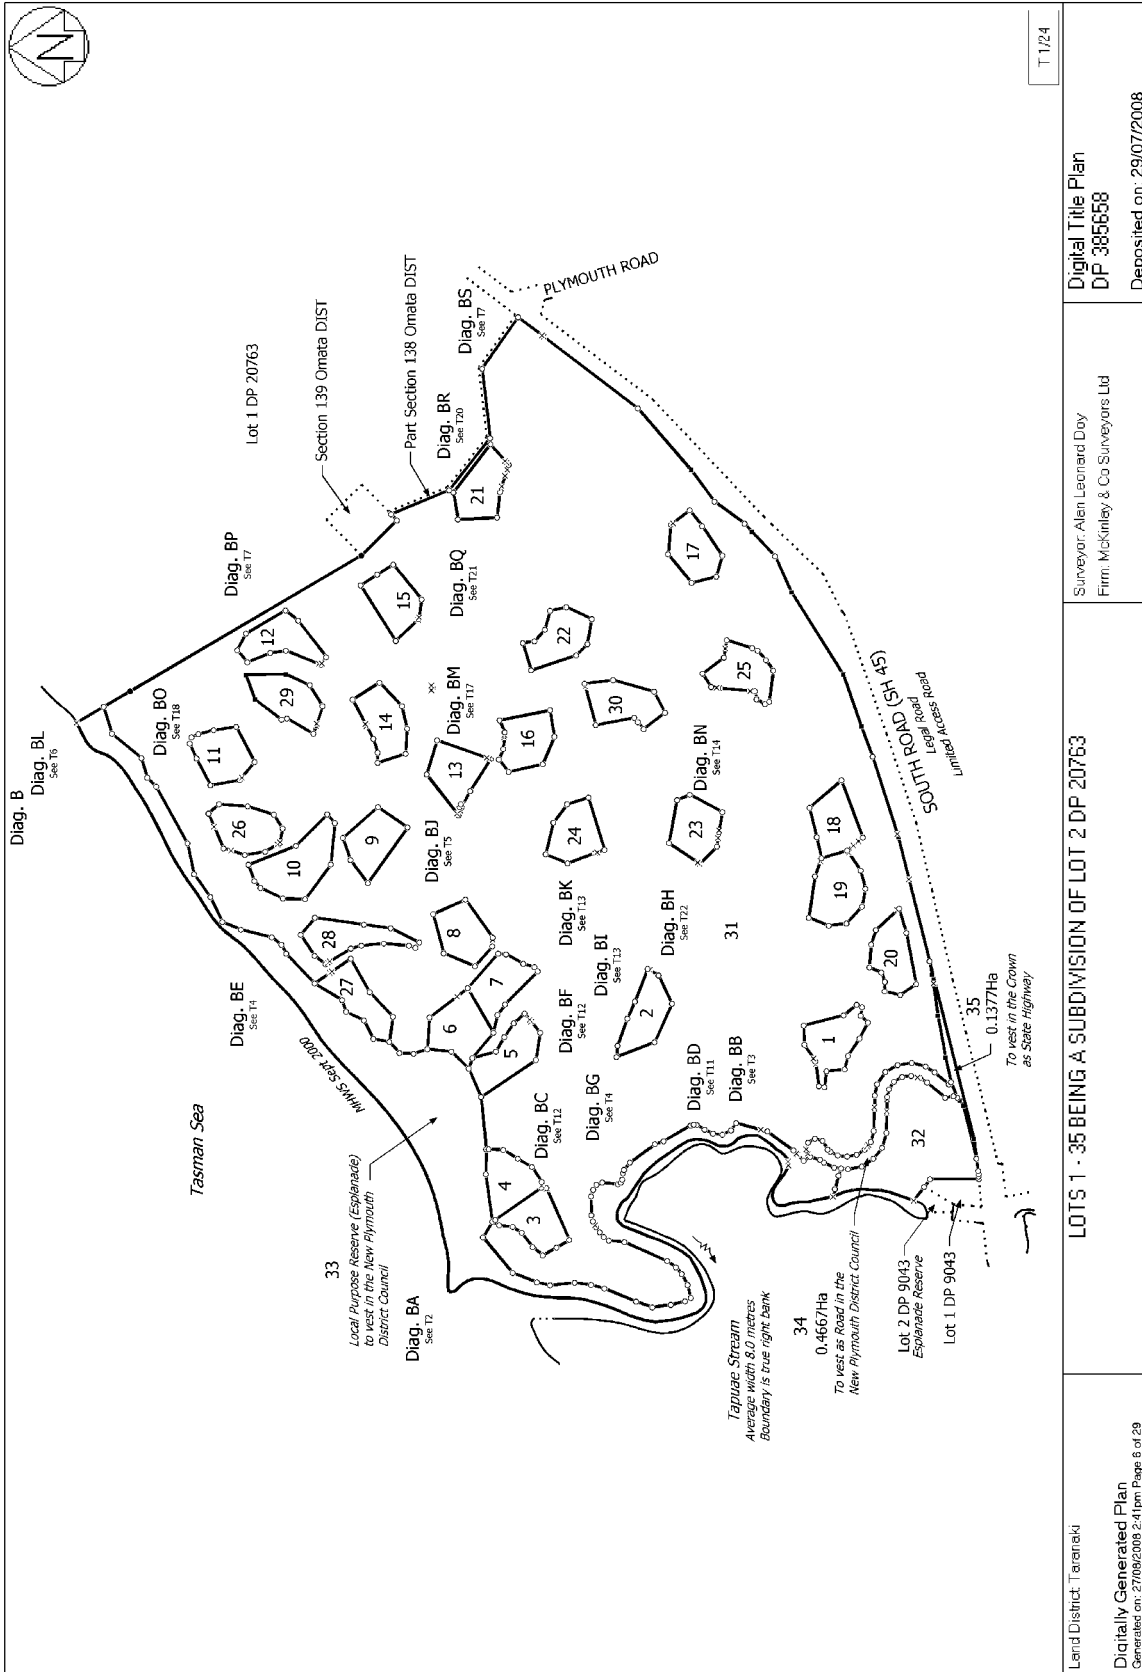 N
T 1/24
Diag. B
Diag. BL
See T6
Diag. BO
See T18
Diag. BP
See T7
Lot 1 DP 20763
Section 139 Omata DIST
Part Section 138 Omata DIST
Diag. BR
See T20
Diag. BS
See T7
PLYMOUTH ROAD
Diag. BQ
See T21
Diag. BM
See T17
Diag. BN
See T14
Diag. BJ
See T5
Diag. BK
See T13
Diag. BH
See T22
Diag. BI
See T13
Diag. BF
See T12
Diag. BE
See T4
Diag. BG
See T4
Diag. BD
See T11
Diag. BB
See T3
Diag. BC
See T12
Diag. BA
See T2
Tasman Sea
MHWS Sept 2000
33
Local Purpose Reserve (Esplanade)
to vest in the New Plymouth
District Council
Tapuae Stream
Average width 8.0 metres
Boundary is true right bank
34
0.4667Ha
To vest as Road in the
New Plymouth District Council
Lot 2 DP 9043
Esplanade Reserve
Lot 1 DP 9043
35
0.1377Ha
To vest in the Crown
as State Highway
SOUTH ROAD (SH 45)
Legal Road
Limited Access Road
1
2
3
4
5
6
7
8
9
10
11
12
13
14
15
16
17
18
19
20
21
22
23
24
25
26
27
28
29
30
31
32
Land District: Taranaki
Digitally Generated Plan
Generated on: 27/08/2008 2:41pm Page 6 of 29
LOTS 1 - 35 BEING A SUBDIVISION OF LOT 2 DP 20763
Surveyor: Alan Leonard Doy
Firm: McKinlay & Co Surveyors Ltd
Digital Title Plan
DP 385658
Deposited on: 29/07/2008